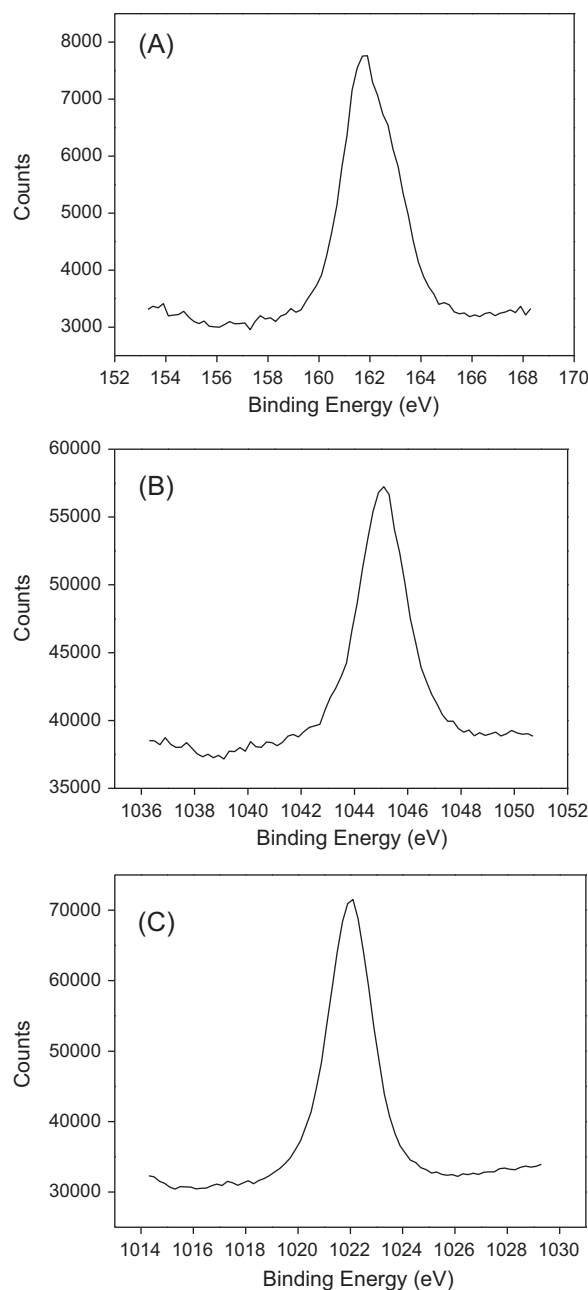 (A)
8000
7000
6000
5000
4000
3000
Counts
152 154 156 158 160 162 164 166 168 170
Binding Energy (eV)
(B)
60000
55000
50000
45000
40000
35000
Counts
1036 1038 1040 1042 1044 1046 1048 1050 1052
Binding Energy (eV)
(C)
70000
60000
50000
40000
30000
Counts
1014 1016 1018 1020 1022 1024 1026 1028 1030
Binding Energy (eV)